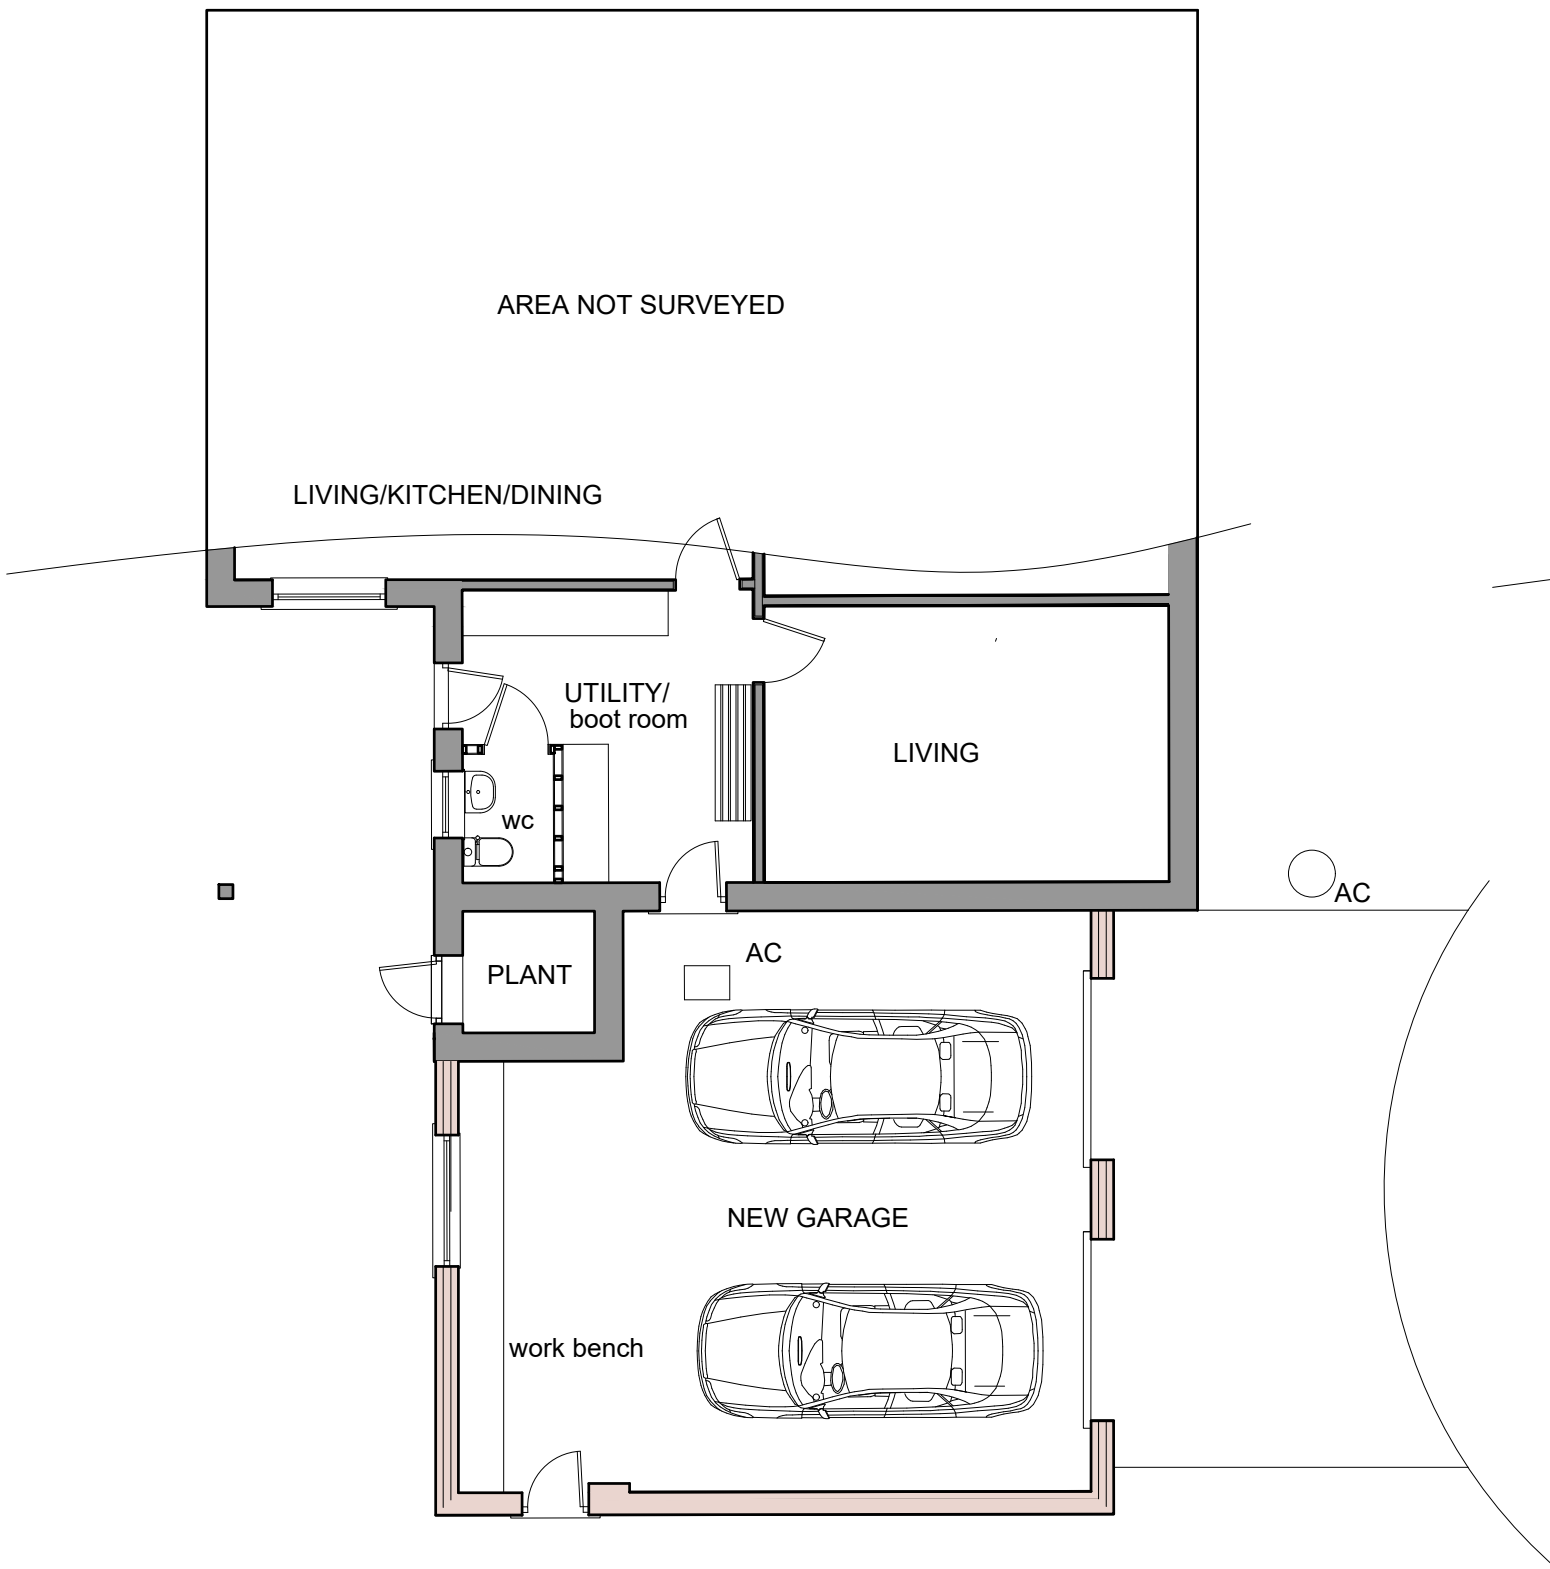 AREA NOT SURVEYED
LIVING/KITCHEN/DINING
UTILITY/
boot room
LIVING
wc
AC
AC
PLANT
NEW GARAGE
work bench